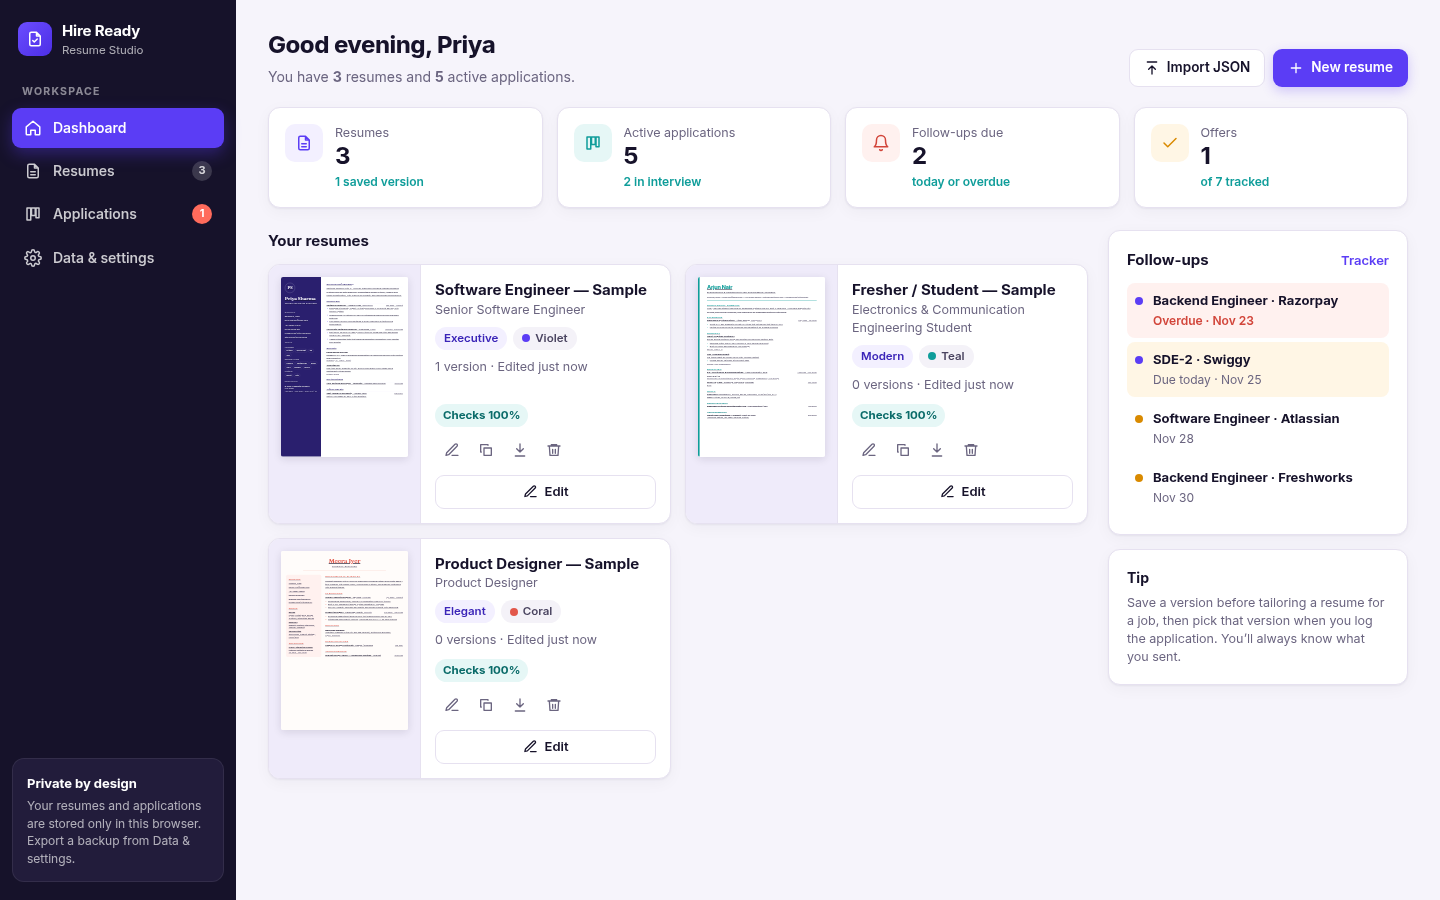 Hire Ready
Resume Studio
WORKSPACE
Dashboard
Resumes 3
Applications 1
Data & settings
Private by design
Your resumes and applications
are stored only in this browser.
Export a backup from Data &
settings.
Good evening, Priya
You have 3 resumes and 5 active applications.
Import JSON
New resume
Resumes
3
1 saved version
Active applications
5
2 in interview
Follow-ups due
2
today or overdue
Offers
1
of 7 tracked
Your resumes
Priya Sharma
Software Engineer — Sample
Senior Software Engineer
Executive
Violet
1 version · Edited just now
Checks 100%
Edit
Arjun Nair
Fresher / Student — Sample
Electronics & Communication
Engineering Student
Modern
Teal
0 versions · Edited just now
Checks 100%
Edit
Meera Iyer
Product Designer — Sample
Product Designer
Elegant
Coral
0 versions · Edited just now
Checks 100%
Edit
Follow-ups
Tracker
Backend Engineer · Razorpay
Overdue · Nov 23
SDE-2 · Swiggy
Due today · Nov 25
Software Engineer · Atlassian
Nov 28
Backend Engineer · Freshworks
Nov 30
Tip
Save a version before tailoring a resume for
a job, then pick that version when you log
the application. You’ll always know what
you sent.